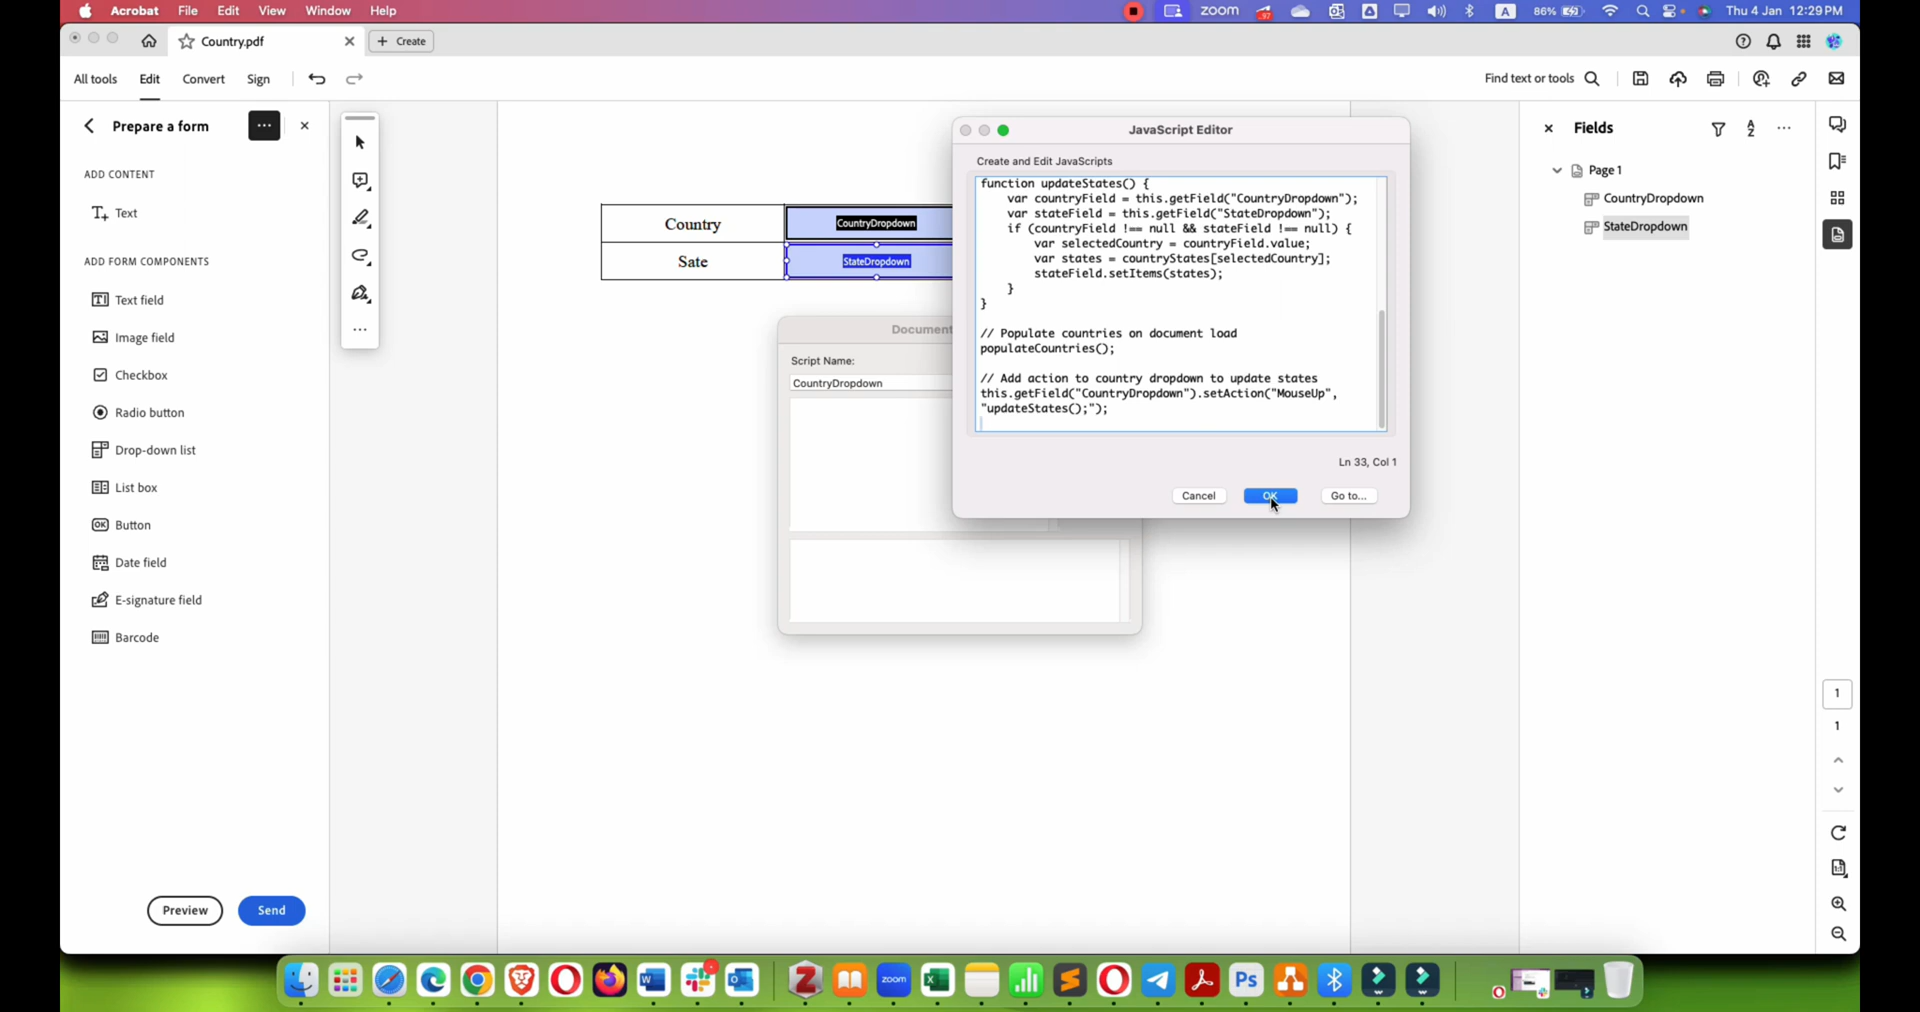 Acrobat File Edit View Window Help
zoom 97 A 86% Thu 4 Jan 12:29 PM
Country.pdf Create
All tools Edit Convert Sign Find text or tools
Prepare a form
ADD CONTENT
Text
ADD FORM COMPONENTS
Text field
Image field
Checkbox
Radio button
Drop-down list
List box
Button
Date field
E-signature field
Barcode
Preview Send
Country CountryDropdown
Sate StateDropdown
Document
Script Name:
CountryDropdown
JavaScript Editor
Create and Edit JavaScripts
function updateStates() {
var countryField = this.getField("CountryDropdown");
var stateField = this.getField("StateDropdown");
if (countryField !== null && stateField !== null) {
var selectedCountry = countryField.value;
var states = countryStates[selectedCountry];
stateField.setItems(states);
}
}
// Populate countries on document load
populateCountries();
// Add action to country dropdown to update states
this.getField("CountryDropdown").setAction("MouseUp",
"updateStates();");
Ln 33, Col 1
Cancel OK Go to...
Fields
Page 1
CountryDropdown
StateDropdown
1
1
zoom
Ps